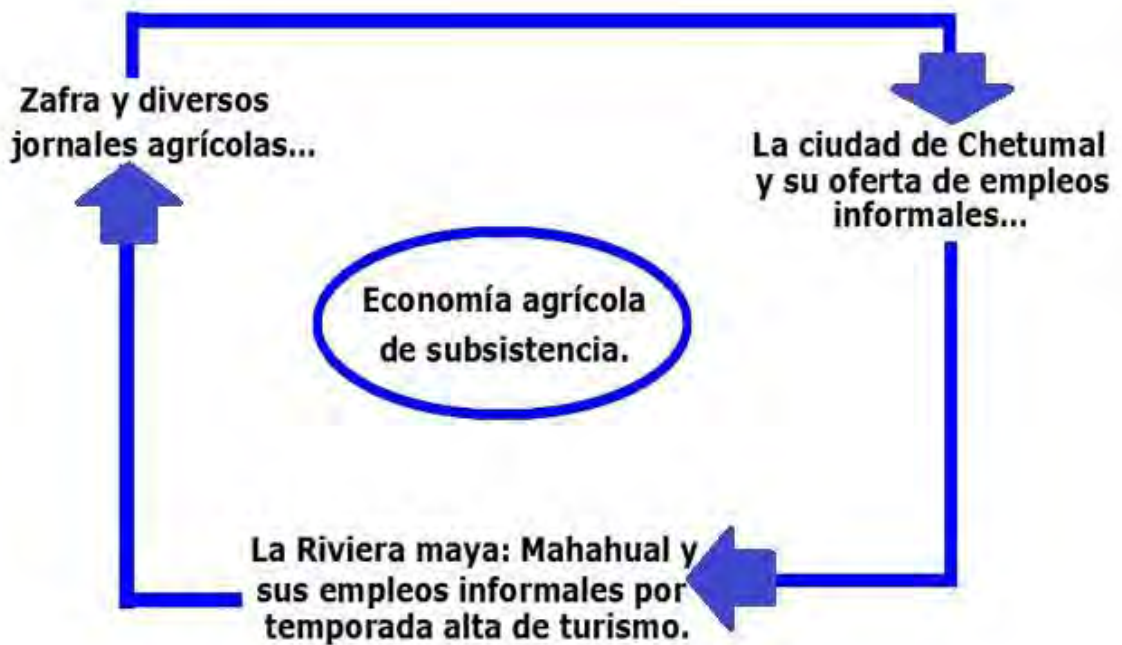 Zafra y diversos
jornales agrícolas...
La ciudad de Chetumal
y su oferta de empleos
informales...
Economía agrícola
de subsistencia.
La Riviera maya: Mahahual y
sus empleos informales por
temporada alta de turismo.